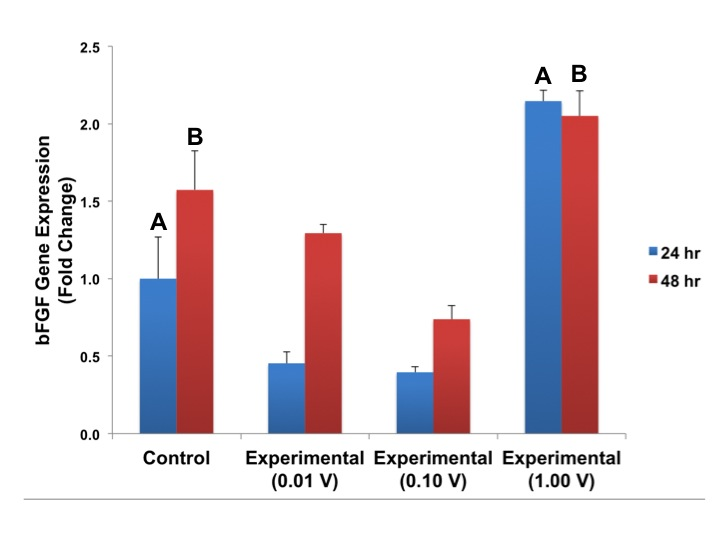 bFGF Gene Expression
(Fold Change)
2.5
2.0
1.5
1.0
0.5
0.0
A
B
A
B
24 hr
48 hr
Control
Experimental
(0.01 V)
Experimental
(0.10 V)
Experimental
(1.00 V)